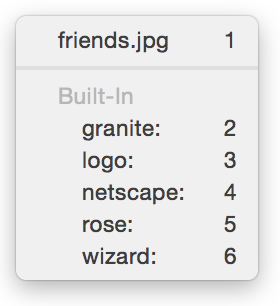 friends.jpg 1
Built-In
granite: 2
logo: 3
netscape: 4
rose: 5
wizard: 6